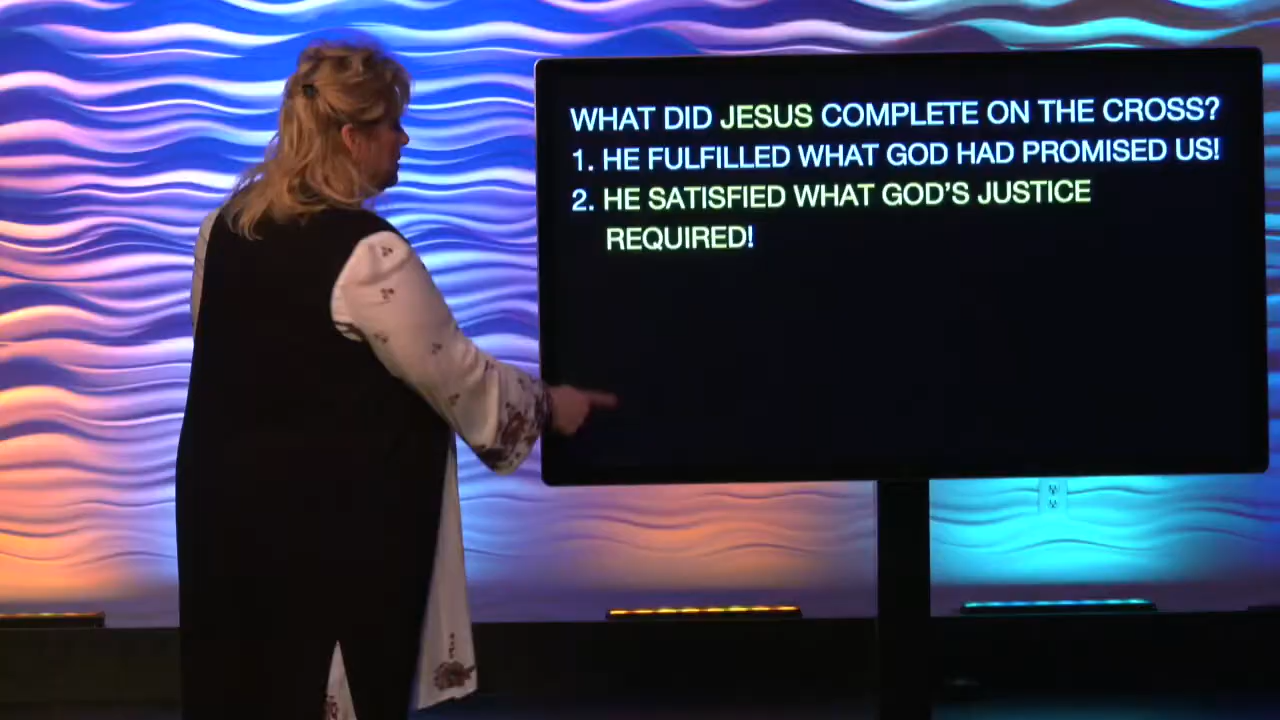 WHAT DID JESUS COMPLETE ON THE CROSS?
1. HE FULFILLED WHAT GOD HAD PROMISED US!
2. HE SATISFIED WHAT GOD'S JUSTICE
REQUIRED!